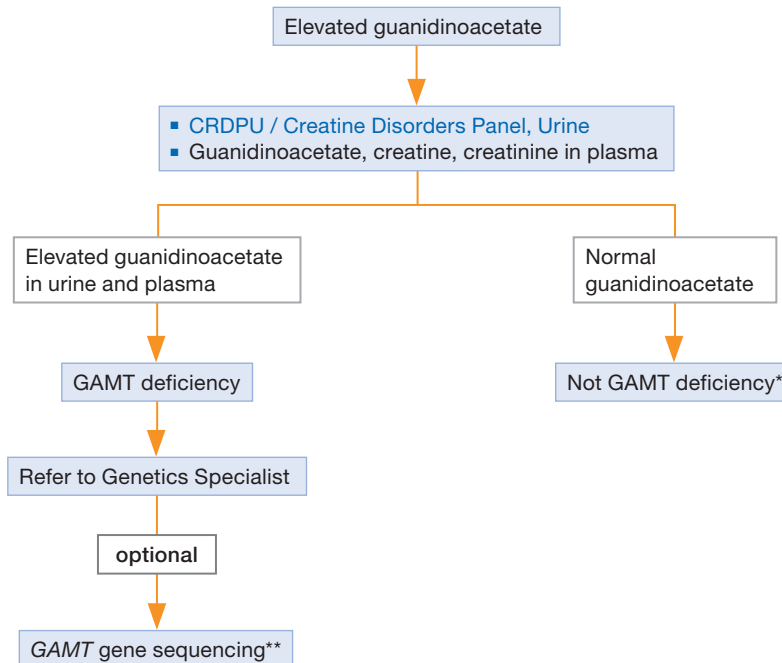 Elevated guanidinoacetate
▪ CRDPU / Creatine Disorders Panel, Urine
▪ Guanidinoacetate, creatine, creatinine in plasma
Elevated guanidinoacetate
in urine and plasma
Normal
guanidinoacetate
GAMT deficiency
Not GAMT deficiency*
Refer to Genetics Specialist
optional
GAMT gene sequencing**